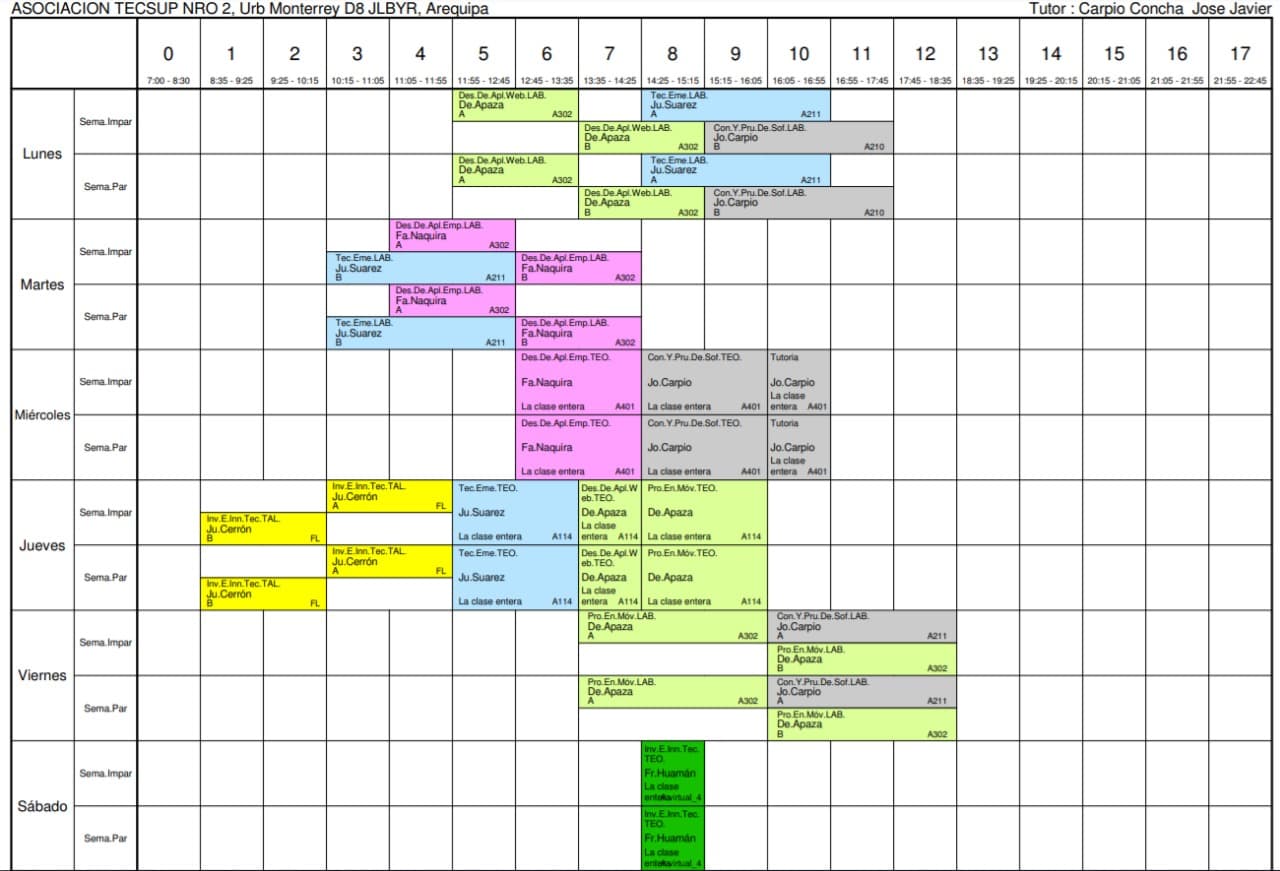 ASOCIACION TECSUP NRO 2, Urb Monterrey D8 JLBYR, Arequipa
Tutor : Carpio Concha  Jose Javier
0 1 2 3 4 5 6 7 8 9 10 11 12 13 14 15 16 17
7:00 - 8:30 8:35 - 9:25 9:25 - 10:15 10:15 - 11:05 11:05 - 11:55 11:55 - 12:45 12:45 - 13:35 13:35 - 14:25 14:25 - 15:15 15:15 - 16:05 16:05 - 16:55 16:55 - 17:45 17:45 - 18:35 18:35 - 19:25 19:25 - 20:15 20:15 - 21:05 21:05 - 21:55 21:55 - 22:45
Lunes
Sema.Impar
Des.De.Apl.Web.LAB.
De.Apaza
A A302
Tec.Eme.LAB.
Ju.Suarez
A A211
Des.De.Apl.Web.LAB.
De.Apaza
B A302
Con.Y.Pru.De.Sof.LAB.
Jo.Carpio
B A210
Sema.Par
Des.De.Apl.Web.LAB.
De.Apaza
A A302
Tec.Eme.LAB.
Ju.Suarez
A A211
Des.De.Apl.Web.LAB.
De.Apaza
B A302
Con.Y.Pru.De.Sof.LAB.
Jo.Carpio
B A210
Martes
Sema.Impar
Des.De.Apl.Emp.LAB.
Fa.Naquira
A A302
Tec.Eme.LAB.
Ju.Suarez
B A211
Des.De.Apl.Emp.LAB.
Fa.Naquira
B A302
Sema.Par
Des.De.Apl.Emp.LAB.
Fa.Naquira
A A302
Tec.Eme.LAB.
Ju.Suarez
B A211
Des.De.Apl.Emp.LAB.
Fa.Naquira
B A302
Miércoles
Sema.Impar
Des.De.Apl.Emp.TEO.
Fa.Naquira
La clase entera A401
Con.Y.Pru.De.Sof.TEO.
Jo.Carpio
La clase entera A401
Tutoria
Jo.Carpio
La clase
entera A401
Sema.Par
Des.De.Apl.Emp.TEO.
Fa.Naquira
La clase entera A401
Con.Y.Pru.De.Sof.TEO.
Jo.Carpio
La clase entera A401
Tutoria
Jo.Carpio
La clase
entera A401
Jueves
Sema.Impar
Inv.E.Inn.Tec.TAL.
Ju.Cerrón
A FL
Inv.E.Inn.Tec.TAL.
Ju.Cerrón
B FL
Tec.Eme.TEO.
Ju.Suarez
La clase entera A114
Des.De.Apl.W
eb.TEO.
De.Apaza
La clase
entera A114
Pro.En.Móv.TEO.
De.Apaza
La clase entera A114
Sema.Par
Inv.E.Inn.Tec.TAL.
Ju.Cerrón
A FL
Inv.E.Inn.Tec.TAL.
Ju.Cerrón
B FL
Tec.Eme.TEO.
Ju.Suarez
La clase entera A114
Des.De.Apl.W
eb.TEO.
De.Apaza
La clase
entera A114
Pro.En.Móv.TEO.
De.Apaza
La clase entera A114
Viernes
Sema.Impar
Pro.En.Móv.LAB.
De.Apaza
A A302
Con.Y.Pru.De.Sof.LAB.
Jo.Carpio
A A211
Pro.En.Móv.LAB.
De.Apaza
B A302
Sema.Par
Pro.En.Móv.LAB.
De.Apaza
A A302
Con.Y.Pru.De.Sof.LAB.
Jo.Carpio
A A211
Pro.En.Móv.LAB.
De.Apaza
B A302
Sábado
Sema.Impar
Inv.E.Inn.Tec.
TEO.
Fr.Huamán
La clase
Sema.Par
Inv.E.Inn.Tec.
TEO.
Fr.Huamán
La clase